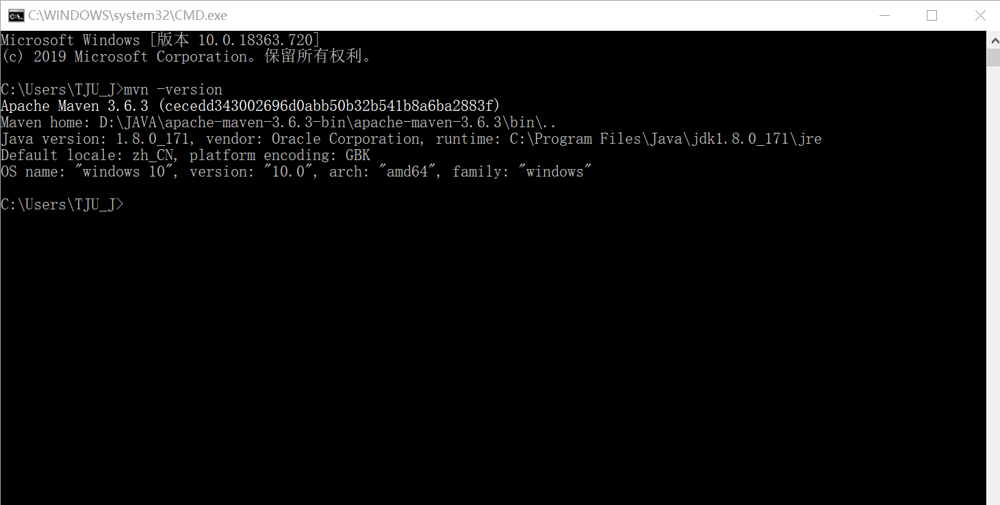 C:\WINDOWS\system32\CMD.exe
Microsoft Windows [版本 10.0.18363.720]
(c) 2019 Microsoft Corporation。保留所有权利。
C:\Users\TJU_J>mvn -version
Apache Maven 3.6.3 (cecedd343002696d0abb50b32b541b8a6ba2883f)
Maven home: D:\JAVA\apache-maven-3.6.3-bin\apache-maven-3.6.3\bin\..
Java version: 1.8.0_171, vendor: Oracle Corporation, runtime: C:\Program Files\Java\jdk1.8.0_171\jre
Default locale: zh_CN, platform encoding: GBK
OS name: "windows 10", version: "10.0", arch: "amd64", family: "windows"
C:\Users\TJU_J>